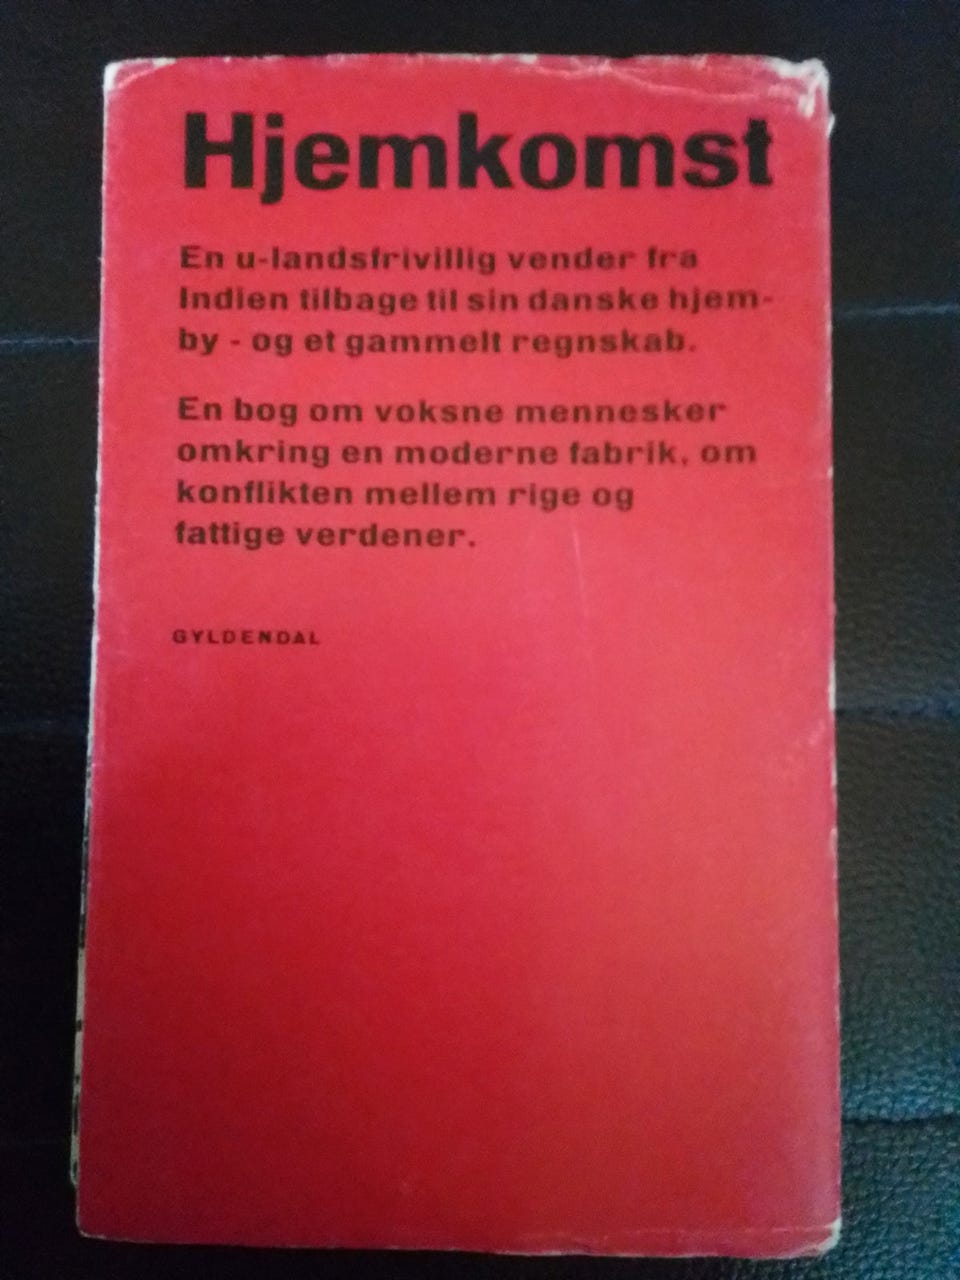 Hjemkomst
En u-landsfrivillig vender fra
Indien tilbage til sin danske hjem-
by - og et gammelt regnskab.
En bog om voksne mennesker
omkring en moderne fabrik, om
konflikten mellem rige og
fattige verdener.
GYLDENDAL